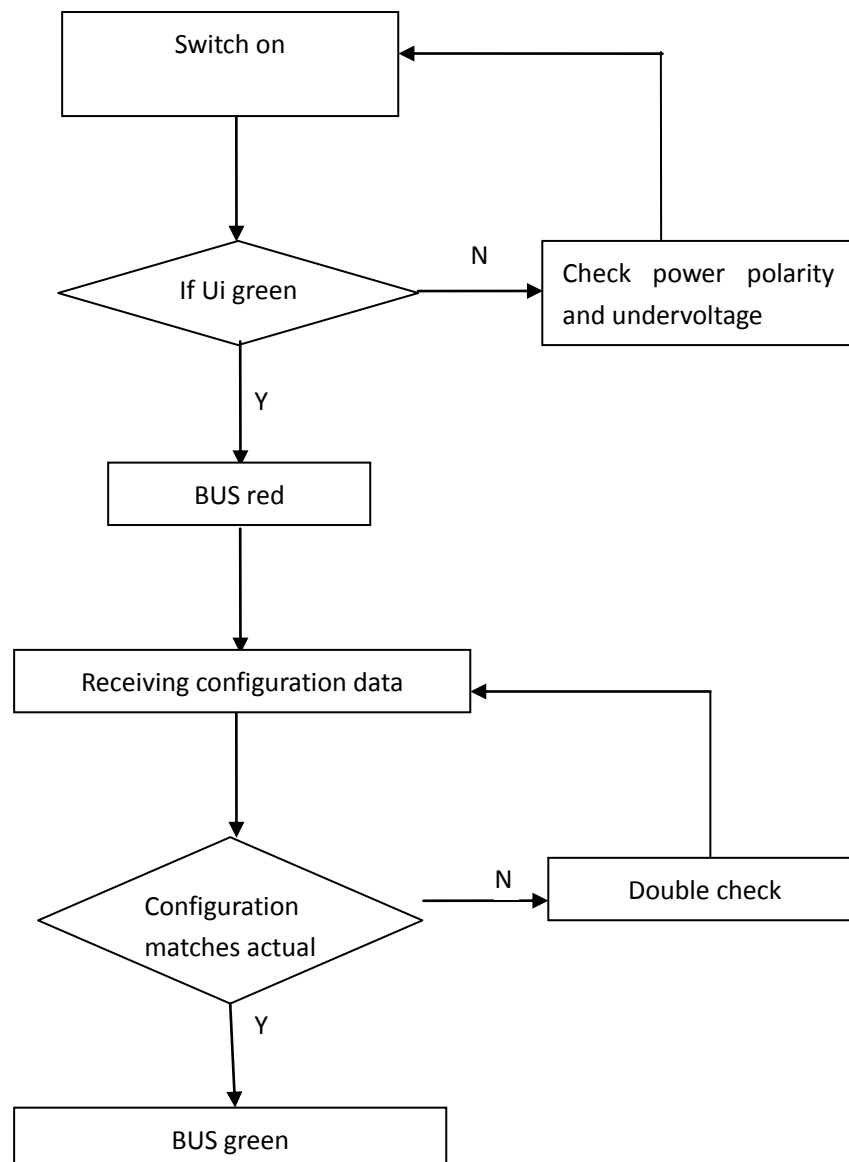 Switch on
If Ui green
N
Check power polarity
and undervoltage
Y
BUS red
Receiving configuration data
Configuration
matches actual
N
Double check
Y
BUS green